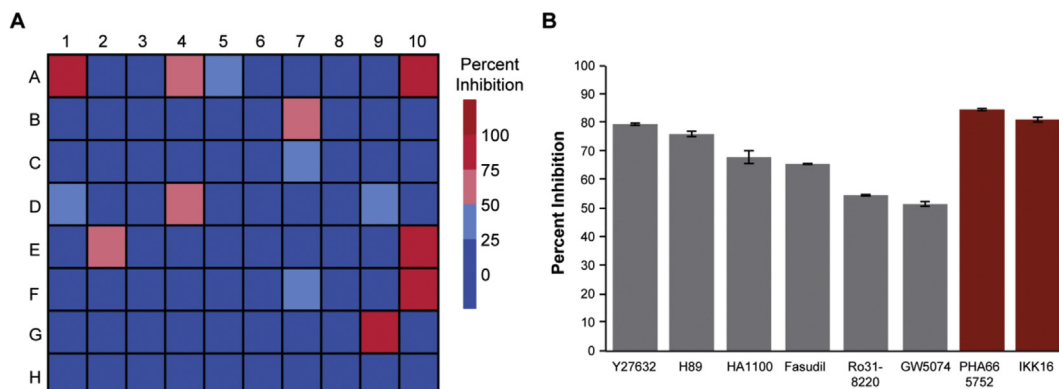 A
1 2 3 4 5 6 7 8 9 10
A
B
C
D
E
F
G
H
Percent
Inhibition
100
75
50
25
0
B
Percent Inhibition
100
90
80
70
60
50
40
30
20
10
0
Y27632 H89 HA1100 Fasudil Ro31- GW5074 PHA66 IKK16
8220 5752